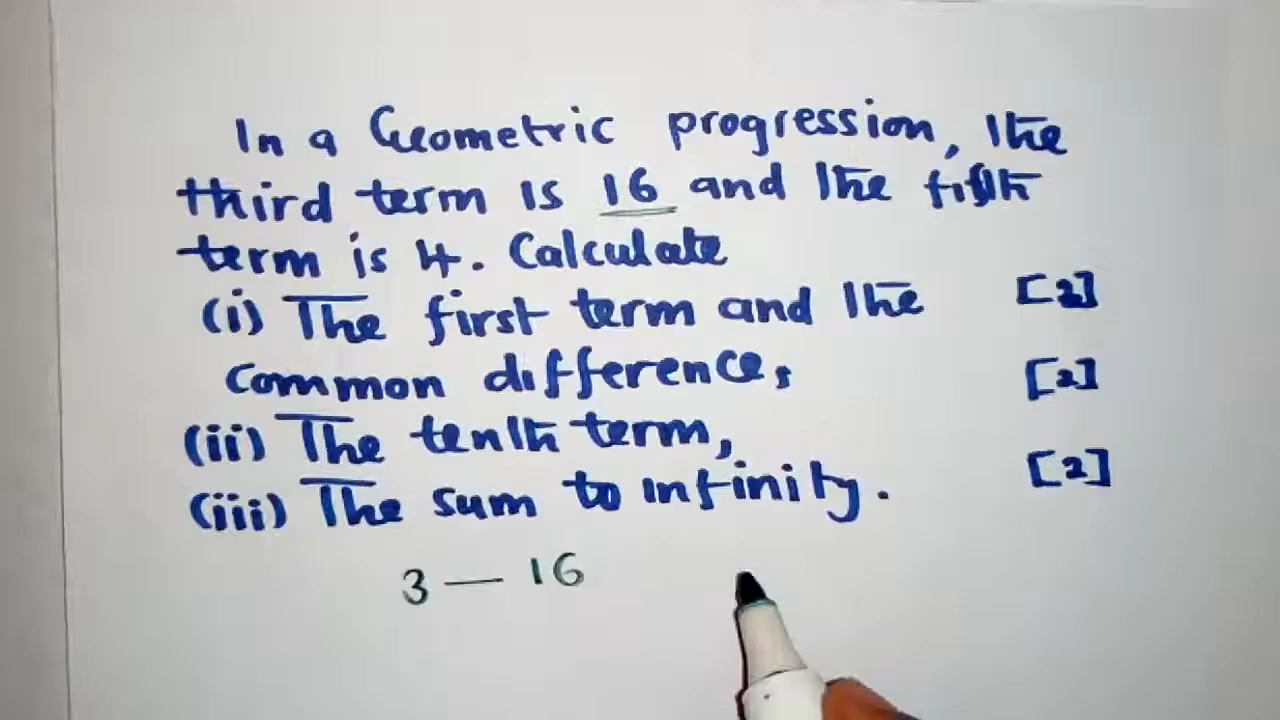 In a Geometric progression, the
third term is 16 and the fifth
term is 4. Calculate
(i) The first term and the [2]
common difference, [2]
(ii) The tenth term,
(iii) The sum to infinity. [2]
3 — 16